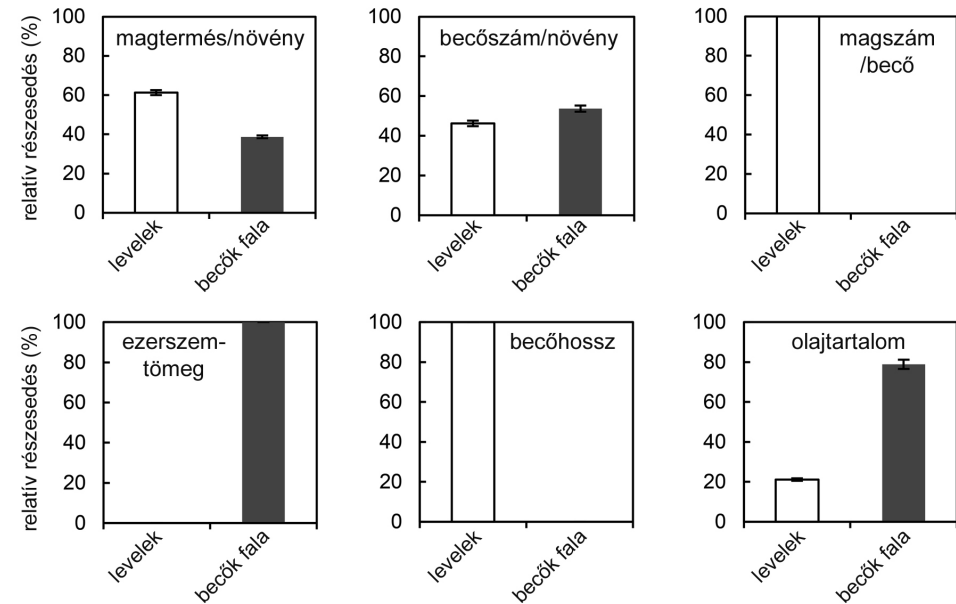 relatív részesedés (%)
100
80
60
40
20
0
magtermés/növény
levelek
becők fala
100
80
60
40
20
0
becőszám/növény
levelek
becők fala
100
80
60
40
20
0
magszám
/becő
levelek
becők fala
relatív részesedés (%)
100
80
60
40
20
0
ezerszem-
tömeg
levelek
becők fala
100
80
60
40
20
0
becőhossz
levelek
becők fala
100
80
60
40
20
0
olajtartalom
levelek
becők fala